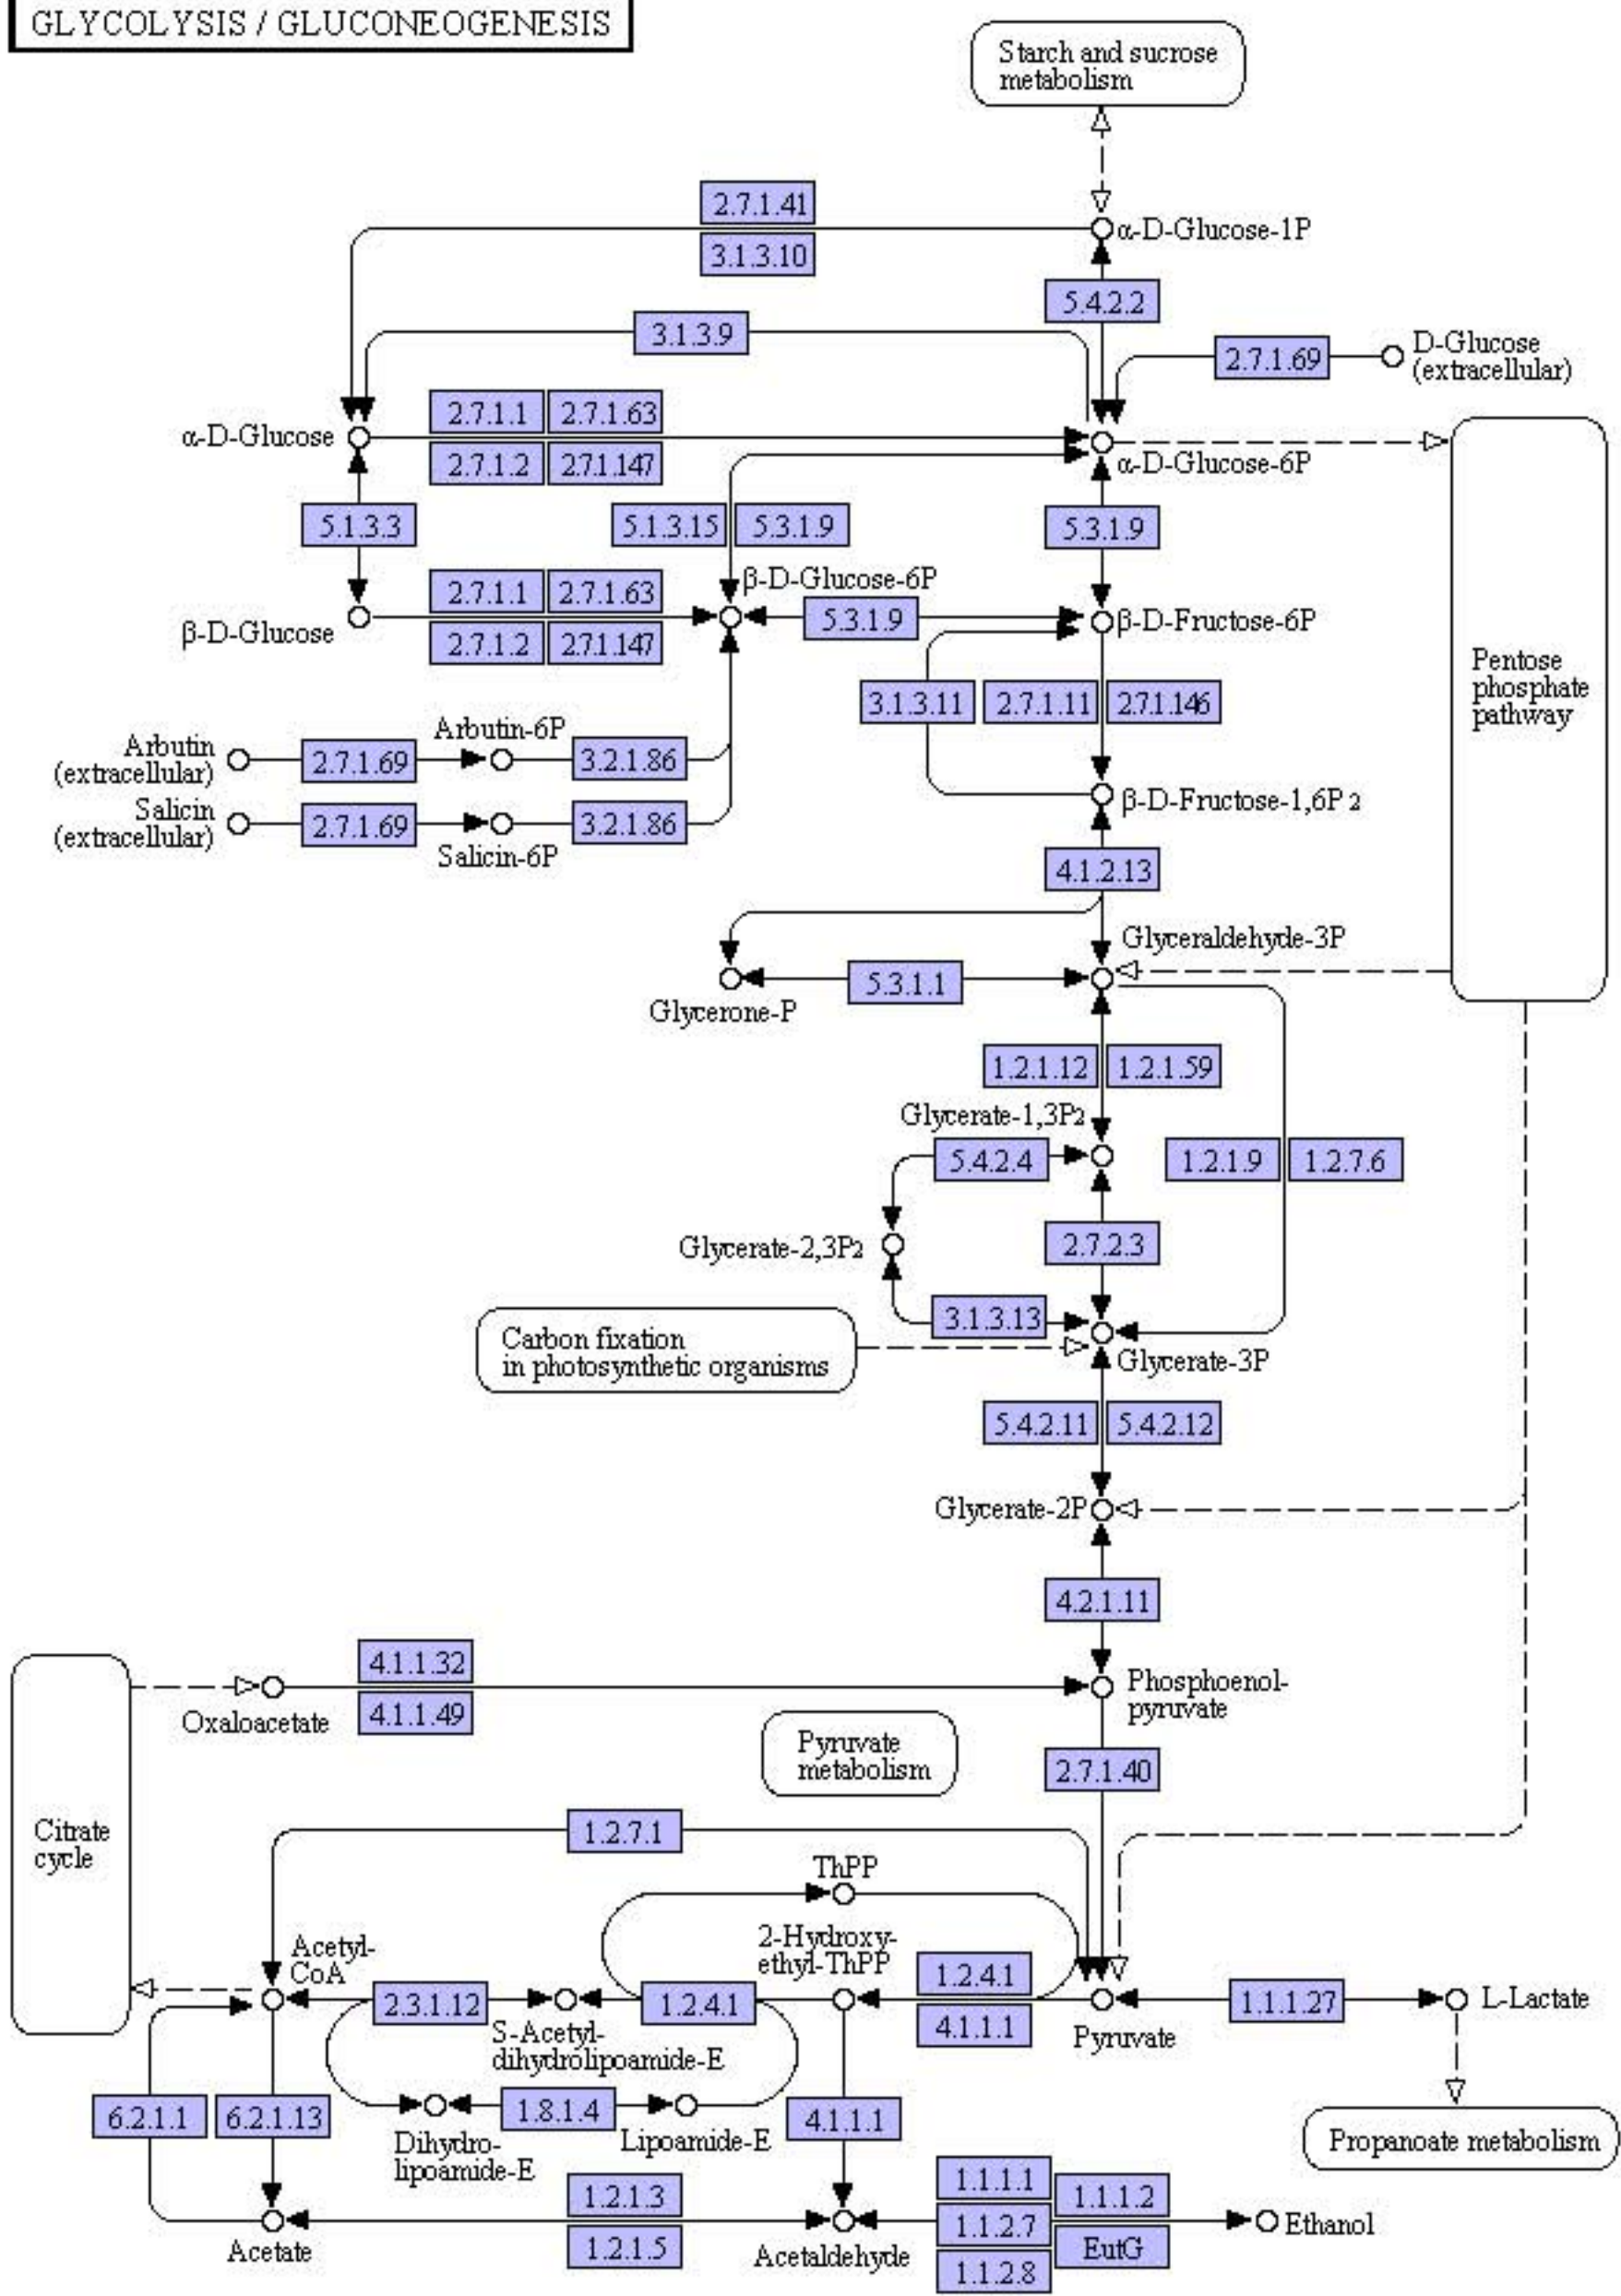 GLYCOLYSIS / GLUCONEOGENESIS
Starch and sucrose
metabolism
2.7.1.41
α-D-Glucose-1P
3.1.3.10
5.4.2.2
3.1.3.9
2.7.1.69
D-Glucose
(extracellular)
2.7.1.1
2.7.1.63
α-D-Glucose
2.7.1.2
2.7.1.147
α-D-Glucose-6P
5.1.3.3
5.1.3.15
5.3.1.9
5.3.1.9
2.7.1.1
2.7.1.63
β-D-Glucose-6P
β-D-Glucose
5.3.1.9
β-D-Fructose-6P
2.7.1.2
2.7.1.147
Pentose
phosphate
pathway
3.1.3.11
2.7.1.11
2.7.1.146
Arbutin
(extracellular)
2.7.1.69
Arbutin-6P
3.2.1.86
Salicin
(extracellular)
2.7.1.69
Salicin-6P
3.2.1.86
β-D-Fructose-1,6P2
4.1.2.13
Glyceraldehyde-3P
5.3.1.1
Glycerone-P
1.2.1.12
1.2.1.59
Glycerate-1,3P2
5.4.2.4
1.2.1.9
1.2.7.6
Glycerate-2,3P2
2.7.2.3
3.1.3.13
Carbon fixation
in photosynthetic organisms
Glycerate-3P
5.4.2.11
5.4.2.12
Glycerate-2P
4.2.1.11
4.1.1.32
Oxaloacetate
4.1.1.49
Phosphoenol-
pyruvate
Pyruvate
metabolism
2.7.1.40
Citrate
cycle
1.2.7.1
ThPP
Acetyl-
CoA
2-Hydroxy-
ethyl-ThPP
1.2.4.1
2.3.1.12
1.2.4.1
1.1.1.27
L-Lactate
S-Acetyl-
dihydrolipoamide-E
4.1.1.1
Pyruvate
6.2.1.1
6.2.1.13
1.8.1.4
4.1.1.1
Dihydro-
lipoamide-E
Lipoamide-E
Propanoate metabolism
1.2.1.3
1.1.1.1
1.1.1.2
Acetate
1.2.1.5
Acetaldehyde
1.1.2.7
EutG
Ethanol
1.1.2.8